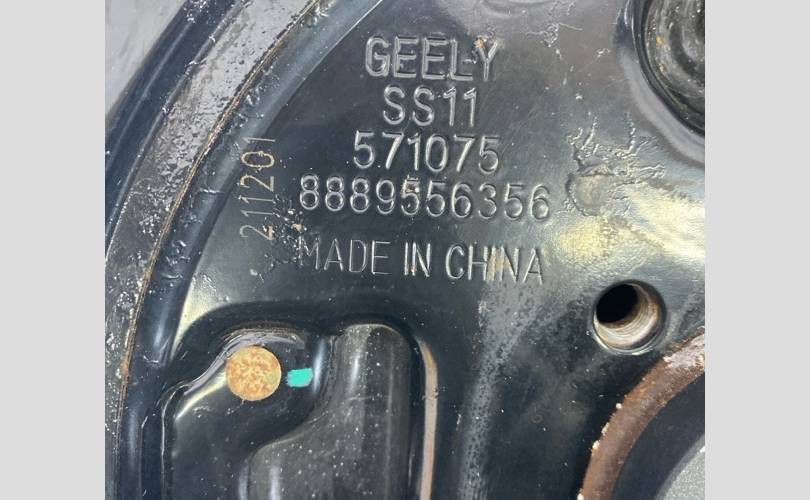 GEELY
SS11
571075
8889556356
MADE IN CHINA
211201